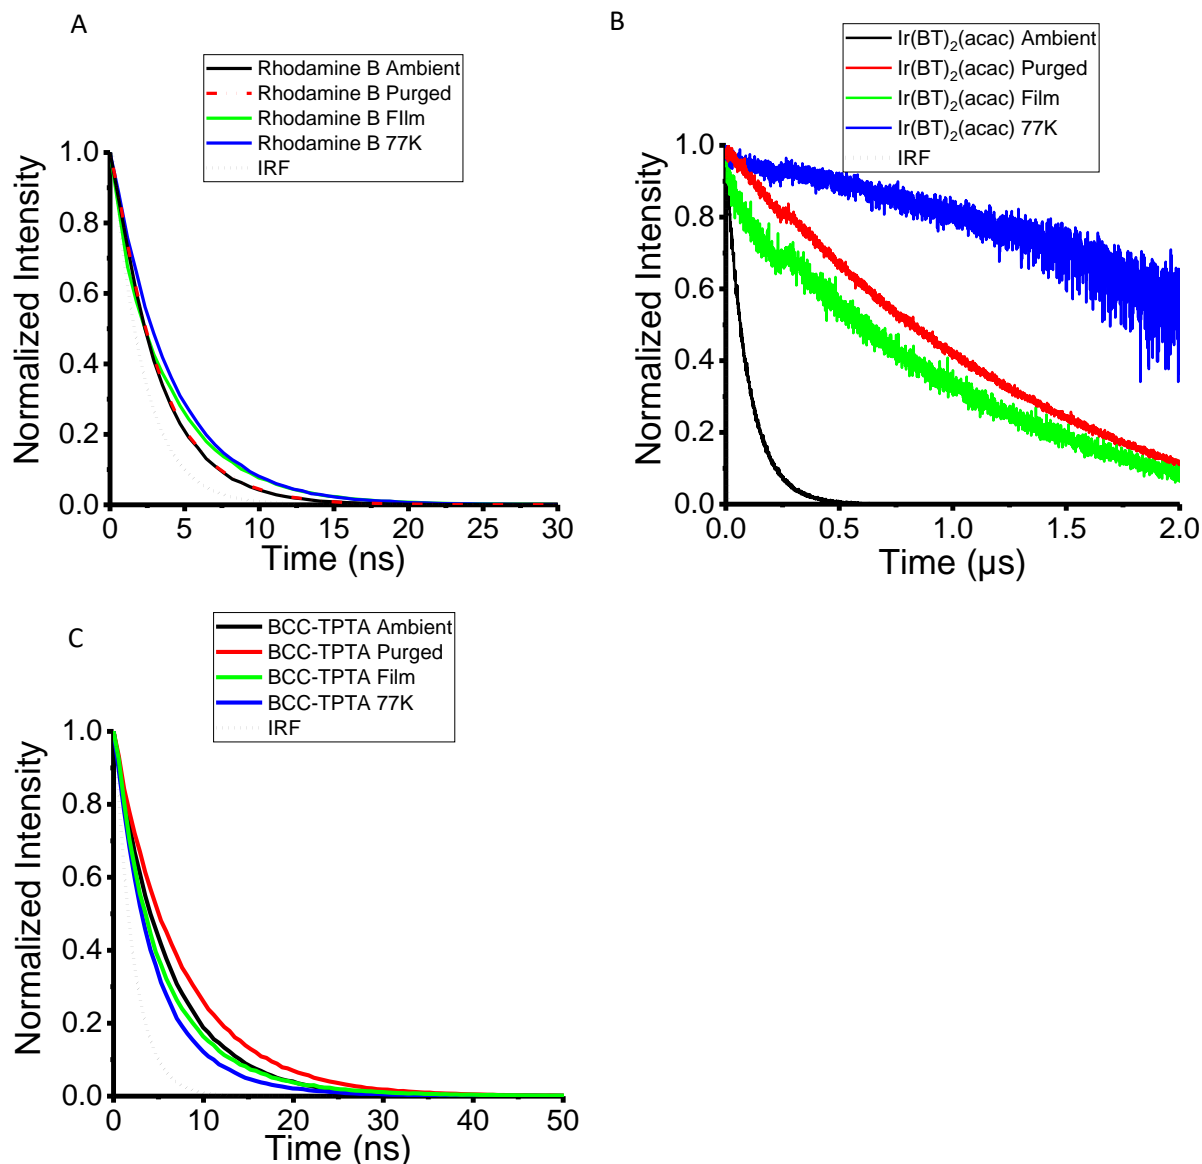 A
Rhodamine B Ambient
Rhodamine B Purged
Rhodamine B FIlm
Rhodamine B 77K
IRF
Normalized Intensity
1.0
0.8
0.6
0.4
0.2
0.0
0 5 10 15 20 25 30
Time (ns)
B
Ir(BT)2(acac) Ambient
Ir(BT)2(acac) Purged
Ir(BT)2(acac) Film
Ir(BT)2(acac) 77K
IRF
Normalized Intensity
1.0
0.8
0.6
0.4
0.2
0.0
0.0 0.5 1.0 1.5 2.0
Time (µs)
C
BCC-TPTA Ambient
BCC-TPTA Purged
BCC-TPTA Film
BCC-TPTA 77K
IRF
Normalized Intensity
1.0
0.8
0.6
0.4
0.2
0.0
0 10 20 30 40 50
Time (ns)